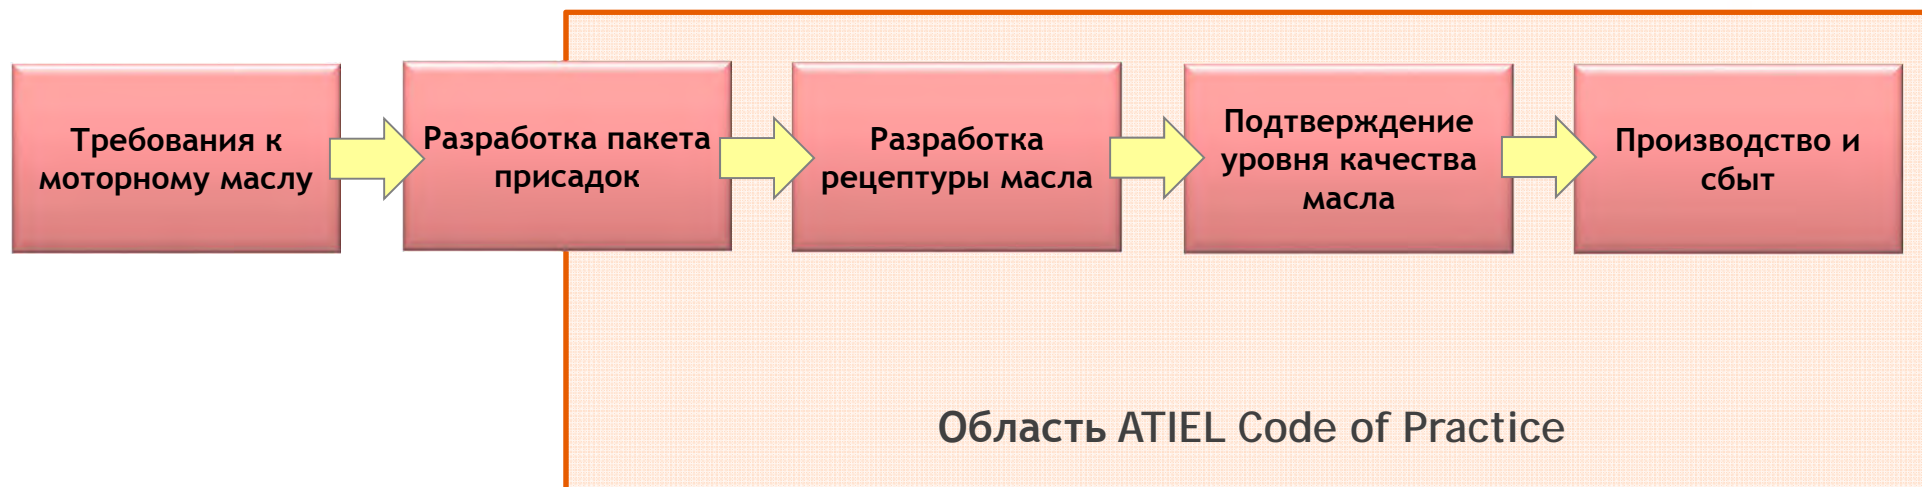 Требования к
моторному маслу
Разработка пакета
присадок
Разработка
рецептуры масла
Подтверждение
уровня качества
масла
Производство и
сбыт
Область ATIEL Code of Practice